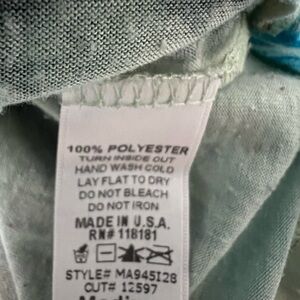 100% POLYESTER
TURN INSIDE OUT
HAND WASH COLD
LAY FLAT TO DRY
DO NOT BLEACH
DO NOT IRON
MADE IN U.S.A.
RN# 118181
STYLE# MA945I28
CUT# 12597